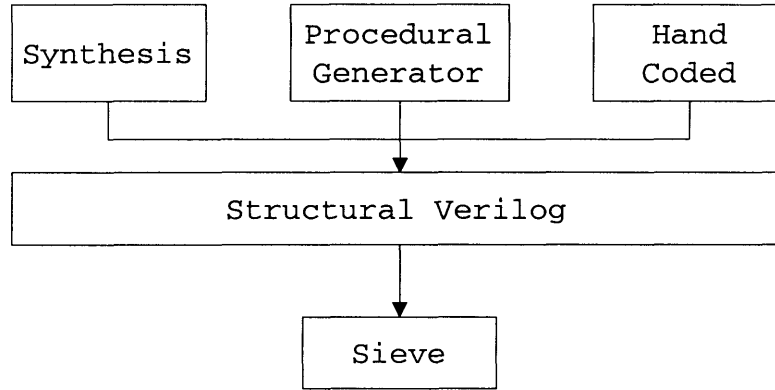 Synthesis
Procedural
Generator
Hand
Coded
Structural Verilog
Sieve